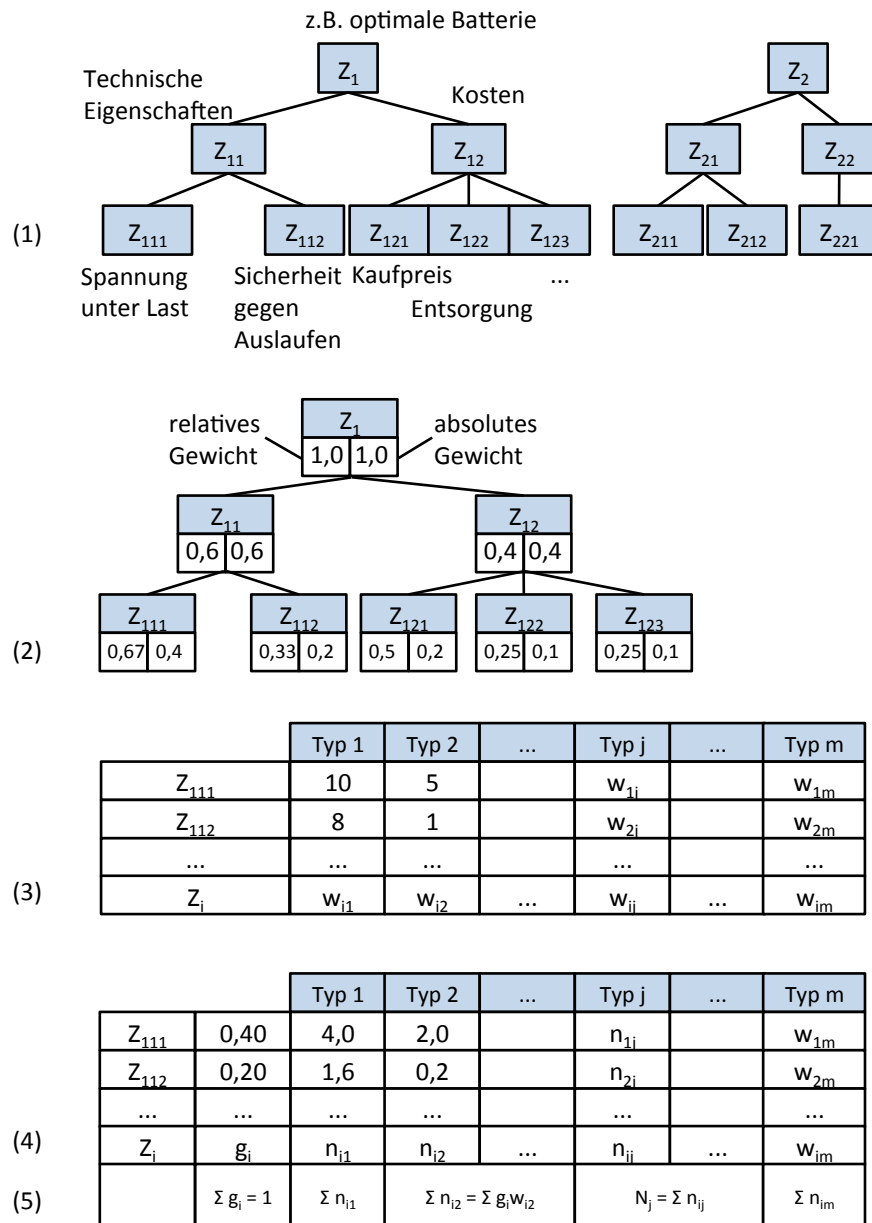 z.B. optimale Batterie
Z₁
Z₂
Technische
Eigenschaften
Kosten
Z₁₁
Z₁₂
Z₂₁
Z₂₂
(1)
Z₁₁₁
Z₁₁₂
Z₁₂₁
Z₁₂₂
Z₁₂₃
Z₂₁₁
Z₂₁₂
Z₂₂₁
Spannung
unter Last
Sicherheit
gegen
Auslaufen
Kaufpreis
Entsorgung
...
relatives
Gewicht
Z₁
1,0 1,0
absolutes
Gewicht
Z₁₁
0,6 0,6
Z₁₂
0,4 0,4
(2)
Z₁₁₁
0,67 0,4
Z₁₁₂
0,33 0,2
Z₁₂₁
0,5 0,2
Z₁₂₂
0,25 0,1
Z₁₂₃
0,25 0,1
Typ 1 Typ 2 ... Typ j ... Typ m
Z₁₁₁ 10 5 w₁ⱼ w₁ₘ
Z₁₁₂ 8 1 w₂ⱼ w₂ₘ
... ... ... ... ...
(3) Zᵢ wᵢ₁ wᵢ₂ ... wᵢⱼ ... wᵢₘ
Typ 1 Typ 2 ... Typ j ... Typ m
Z₁₁₁ 0,40 4,0 2,0 n₁ⱼ w₁ₘ
Z₁₁₂ 0,20 1,6 0,2 n₂ⱼ w₂ₘ
... ... ... ... ... ...
(4) Zᵢ gᵢ nᵢ₁ nᵢ₂ ... nᵢⱼ ... wᵢₘ
(5) Σ gᵢ = 1 Σ nᵢ₁ Σ nᵢ₂ = Σ gᵢwᵢ₂ Nⱼ = Σ nᵢⱼ Σ nᵢₘ